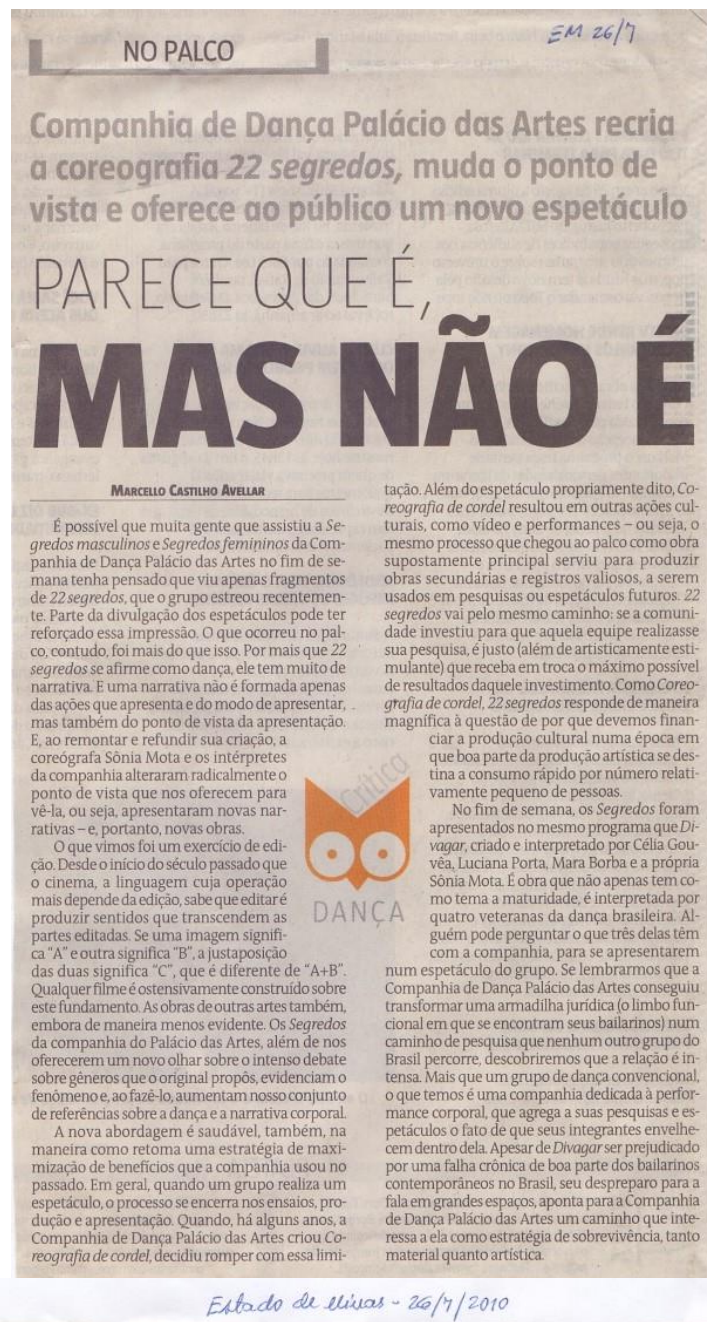 EM 26/7
NO PALCO
Companhia de Dança Palácio das Artes recria
a coreografia 22 segredos, muda o ponto de
vista e oferece ao público um novo espetáculo
PARECE QUE É,
MAS NÃO É
MARCELLO CASTILHO AVELLAR
É possível que muita gente que assistiu a Se-
gredos masculinos e Segredos femininos da Com-
panhia de Dança Palácio das Artes no fim de se-
mana tenha pensado que viu apenas fragmentos
de 22 segredos, que o grupo estreou recentemen-
te. Parte da divulgação dos espetáculos pode ter
reforçado essa impressão. O que ocorreu no pal-
co, contudo, foi mais do que isso. Por mais que 22
segredos se afirme como dança, ele tem muito de
narrativa. E uma narrativa não é formada apenas
das ações que apresenta e do modo de apresentar,
mas também do ponto de vista da apresentação.
E, ao remontar e refundir sua criação, a
coreógrafa Sônia Mota e os intérpretes
da companhia alteraram radicalmente o
ponto de vista que nos oferecem para
vê-la, ou seja, apresentaram novas nar-
rativas – e, portanto, novas obras.
O que vimos foi um exercício de edi-
ção. Desde o início do século passado que
o cinema, a linguagem cuja operação
mais depende da edição, sabe que editar é
produzir sentidos que transcendem as
partes editadas. Se uma imagem signifi-
ca "A" e outra significa "B", a justaposição
das duas significa "C", que é diferente de "A+B".
Qualquer filme é ostensivamente construído sobre
este fundamento. As obras de outras artes também,
embora de maneira menos evidente. Os Segredos
da companhia do Palácio das Artes, além de nos
oferecerem um novo olhar sobre o intenso debate
sobre gêneros que o original propôs, evidenciam o
fenômeno e, ao fazê-lo, aumentam nosso conjunto
de referências sobre a dança e a narrativa corporal.
A nova abordagem é saudável, também, na
maneira como retoma uma estratégia de maxi-
mização de benefícios que a companhia usou no
passado. Em geral, quando um grupo realiza um
espetáculo, o processo se encerra nos ensaios, pro-
dução e apresentação. Quando, há alguns anos, a
Companhia de Dança Palácio das Artes criou Co-
reografia de cordel, decidiu romper com essa limi-
tação. Além do espetáculo propriamente dito, Co-
reografia de cordel resultou em outras ações cul-
turais, como vídeo e performances – ou seja, o
mesmo processo que chegou ao palco como obra
supostamente principal serviu para produzir
obras secundárias e registros valiosos, a serem
usados em pesquisas ou espetáculos futuros. 22
segredos vai pelo mesmo caminho: se a comuni-
dade investiu para que aquela equipe realizasse
sua pesquisa, é justo (além de artisticamente esti-
mulante) que receba em troca o máximo possível
de resultados daquele investimento. Como Coreo-
grafia de cordel, 22 segredos responde de maneira
magnífica à questão de por que devemos finan-
ciar a produção cultural numa época em
que boa parte da produção artística se des-
tina a consumo rápido por número relati-
vamente pequeno de pessoas.
No fim de semana, os Segredos foram
apresentados no mesmo programa que Di-
vagar, criado e interpretado por Célia Gou-
vêa, Luciana Porta, Mara Borba e a própria
Sônia Mota. É obra que não apenas tem co-
mo tema a maturidade, é interpretada por
quatro veteranas da dança brasileira. Al-
guém pode perguntar o que três delas têm
com a companhia, para se apresentarem
num espetáculo do grupo. Se lembrarmos que a
Companhia de Dança Palácio das Artes conseguiu
transformar uma armadilha jurídica (o limbo fun-
cional em que se encontram seus bailarinos) num
caminho de pesquisa que nenhum outro grupo do
Brasil percorre, descobriremos que a relação é in-
tensa. Mais que um grupo de dança convencional,
o que temos é uma companhia dedicada à perfor-
mance corporal, que agrega a suas pesquisas e es-
petáculos o fato de que seus integrantes envelhe-
cem dentro dela. Apesar de Divagar ser prejudicado
por uma falha crônica de boa parte dos bailarinos
contemporâneos no Brasil, seu despreparo para a
fala em grandes espaços, aponta para a Companhia
de Dança Palácio das Artes um caminho que inte-
ressa a ela como estratégia de sobrevivência, tanto
material quanto artística.
Crítica
DANÇA
Estado de Minas - 26/7/2010